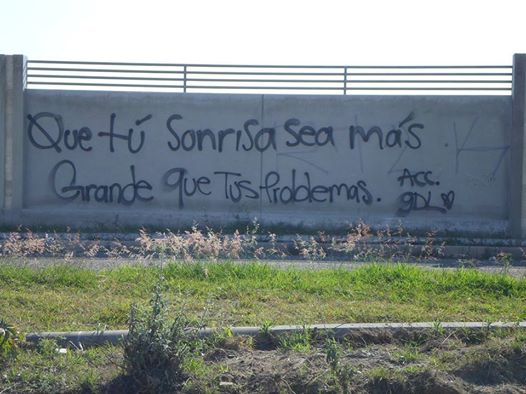 Que tú Sonrisa sea más
Grande que Tus Problemas.
Acc.
gdl